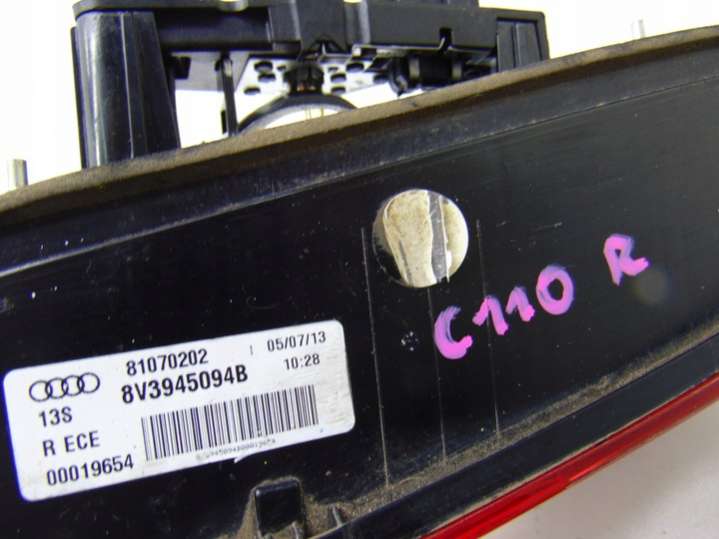 C110 R
81070202 05/07/13
8V3945094B 10:28
13S
R ECE
00019654